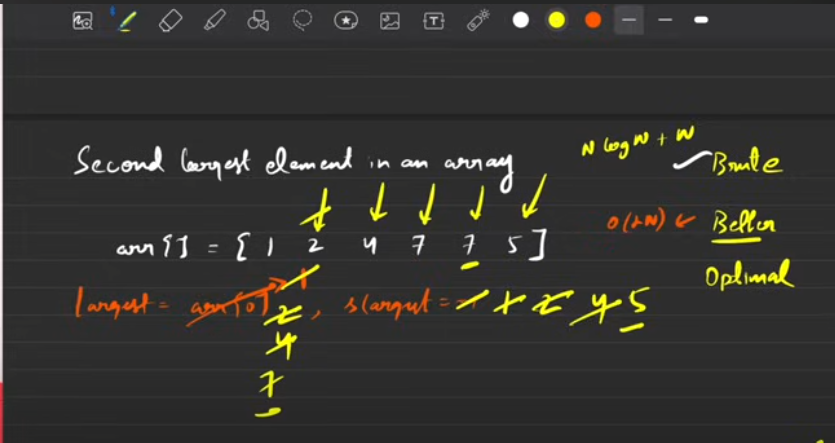 Second largest element in an array
N log N + N
Brute
arr[] = [ 1 2 4 7 7 5 ]
O(2N)
Better
Optimal
largest = arr[0] 1 , slargest = -1 1 2 4 5
2
4
7